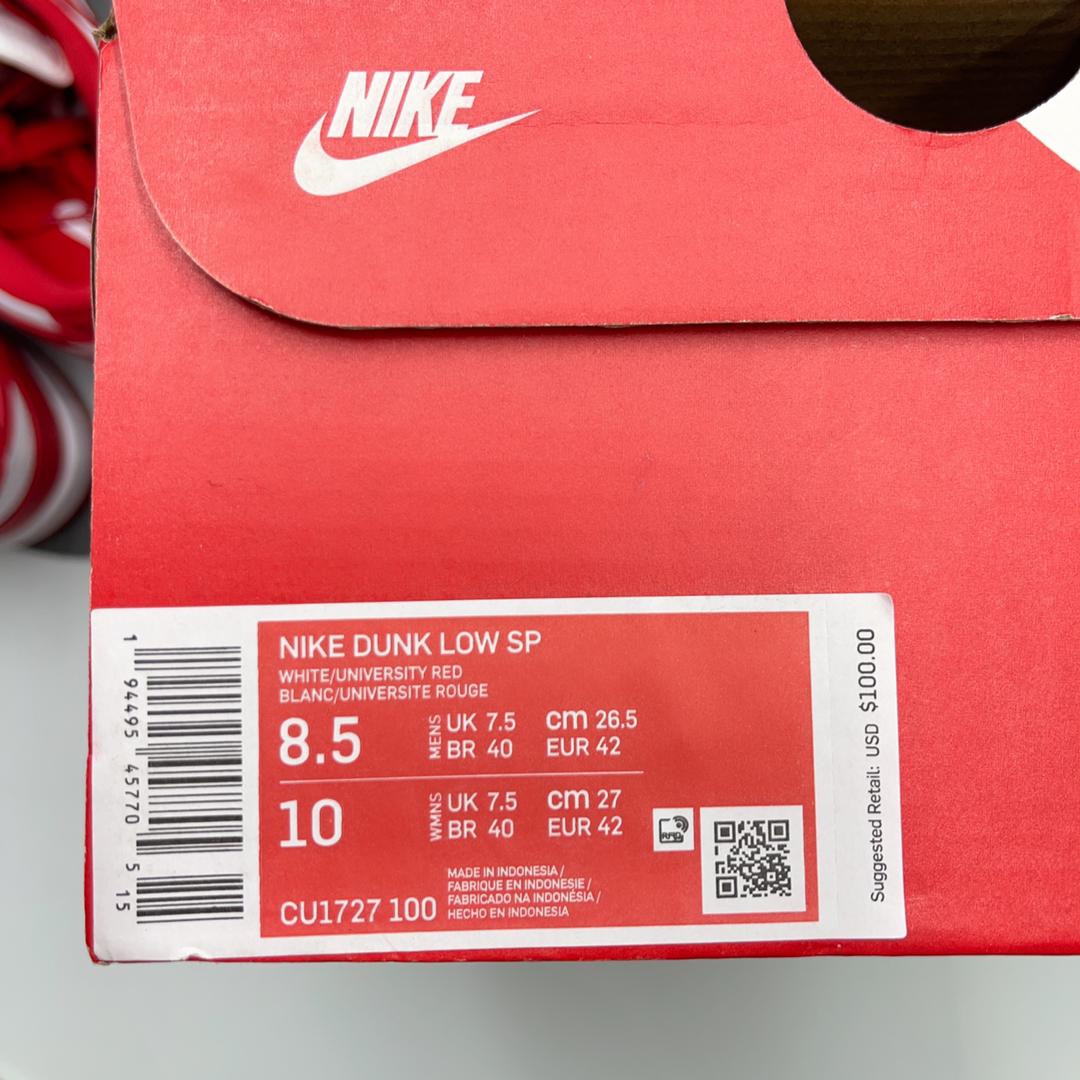 NIKE
NIKE DUNK LOW SP
WHITE/UNIVERSITY RED
BLANC/UNIVERSITE ROUGE
8.5 MENS UK 7.5 cm 26.5
BR 40 EUR 42
10 WMNS UK 7.5 cm 27
BR 40 EUR 42
CU1727 100
MADE IN INDONESIA /
FABRIQUE EN INDONESIE /
FABRICADO NA INDONÉSIA /
HECHO EN INDONESIA
RFID
1 94495 45770 5 15
Suggested Retail: USD $100.00